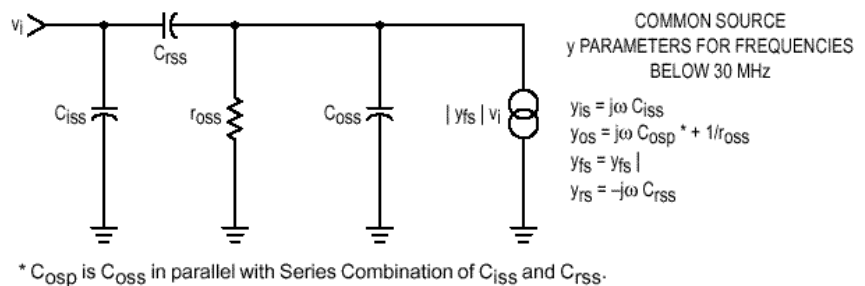 vi
Crss
Ciss
ross
Coss
| yfs | vi
COMMON SOURCE
y PARAMETERS FOR FREQUENCIES
BELOW 30 MHz
yis = jω Ciss
yos = jω Cosp * + 1/ross
yfs = yfs |
yrs = –jω Crss
* Cosp is Coss in parallel with Series Combination of Ciss and Crss.